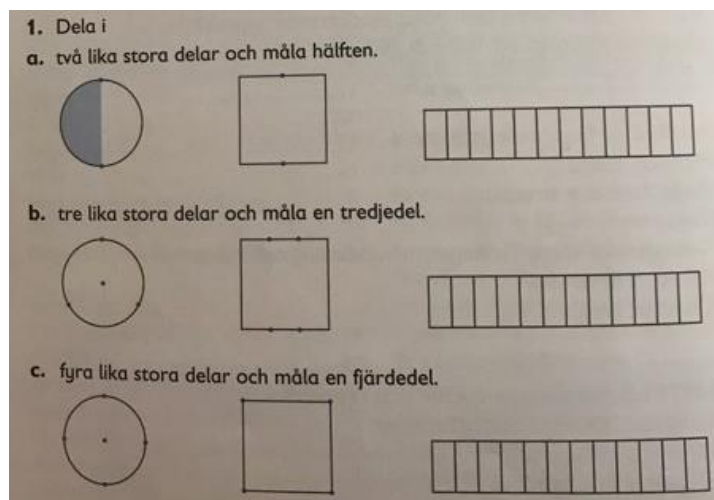 1. Dela i
a. två lika stora delar och måla hälften.
b. tre lika stora delar och måla en tredjedel.
c. fyra lika stora delar och måla en fjärdedel.